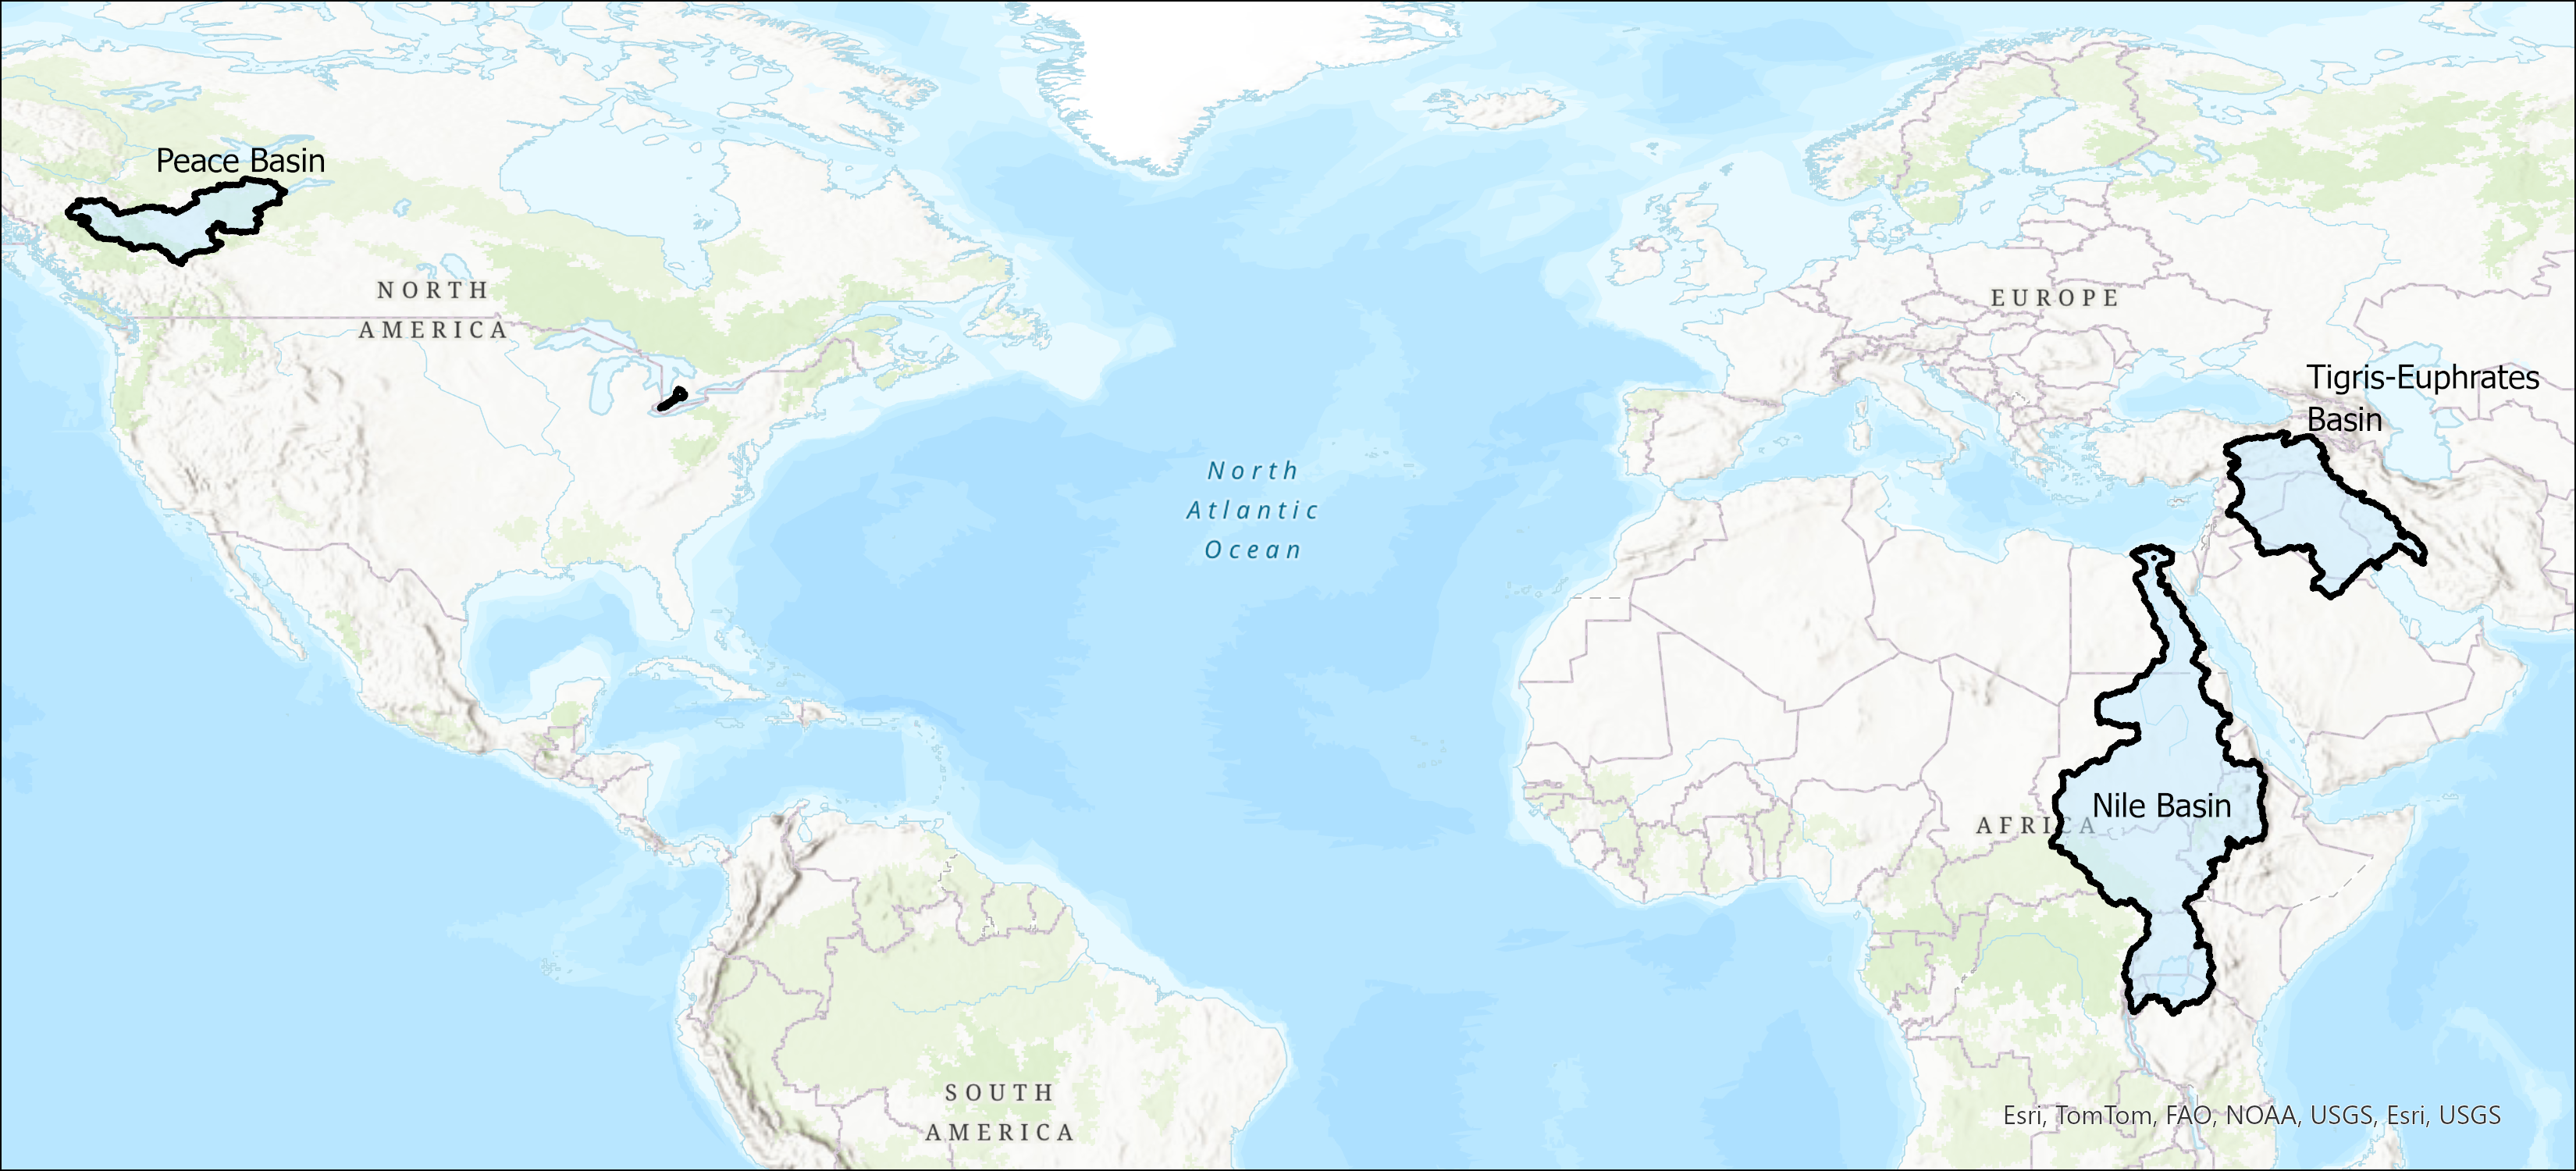 Peace Basin
NORTH
AMERICA
EUROPE
Tigris-Euphrates
Basin
North
Atlantic
Ocean
Nile Basin
AFRICA
SOUTH
AMERICA
Esri, TomTom, FAO, NOAA, USGS, Esri, USGS